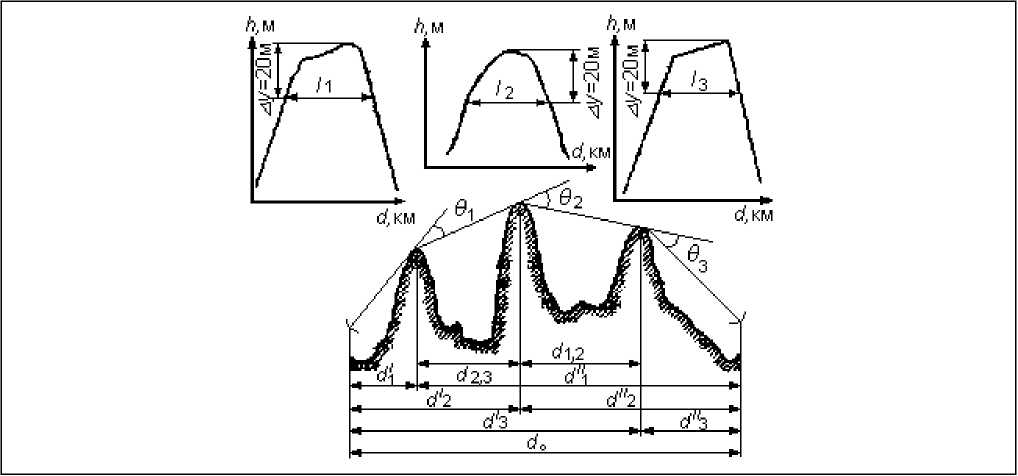 h,м
h,м
h,м
Δy=20м
l1
l2
Δy=20м
Δy=20м
l3
d,км
d,км
d,км
θ1
θ2
θ3
d1,2
d′1
d2,3
d″1
d′2
d″2
d′3
d″3
d₀